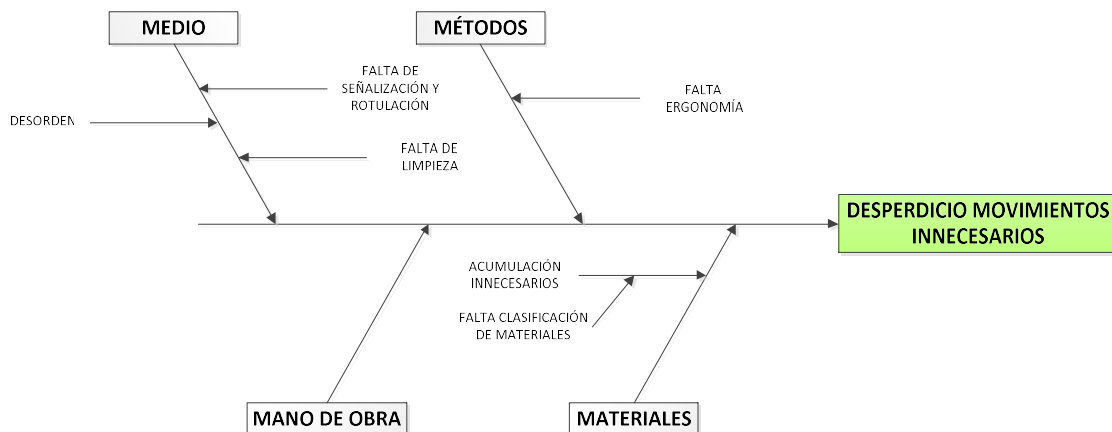 MEDIO
MÉTODOS
FALTA DE
SEÑALIZACIÓN Y
ROTULACIÓN
FALTA
ERGONOMÍA
DESORDEN
FALTA DE
LIMPIEZA
DESPERDICIO MOVIMIENTOS
INNECESARIOS
ACUMULACIÓN
INNECESARIOS
FALTA CLASIFICACIÓN
DE MATERIALES
MANO DE OBRA
MATERIALES